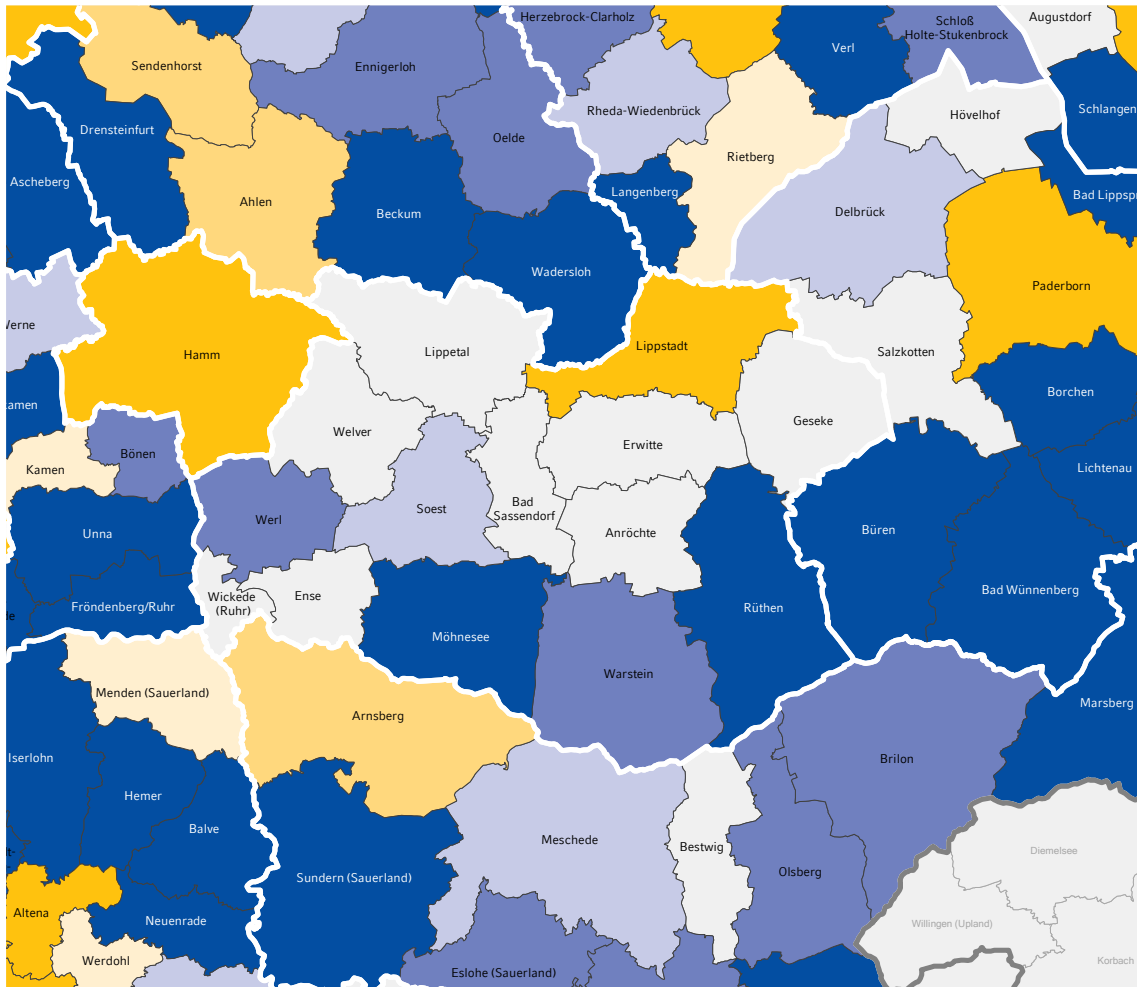 Herzebrock-Clarholz
Schloß
Holte-Stukenbrock
Augustdorf
Verl
Sendenhorst
Ennigerloh
Schlangen
Rheda-Wiedenbrück
Hövelhof
Drensteinfurt
Oelde
Rietberg
Ascheberg
Langenberg
Bad Lippspr
Ahlen
Beckum
Delbrück
Wadersloh
Paderborn
Werne
Hamm
Lippetal
Lippstadt
Salzkotten
Borchen
amen
Geseke
Welver
Erwitte
Bönen
Kamen
Lichtenau
Soest
Bad
Sassendorf
Werl
Unna
Anröchte
Büren
Bad Wünnenberg
Wickede
(Ruhr)
Ense
Fröndenberg/Ruhr
Rüthen
le
Möhnesee
Warstein
Menden (Sauerland)
Marsberg
Arnsberg
Iserlohn
Brilon
Hemer
Balve
Meschede
Bestwig
Diemelsee
lt-
Sundern (Sauerland)
Olsberg
Altena
Neuenrade
Willingen (Upland)
Werdohl
Korbach
Eslohe (Sauerland)